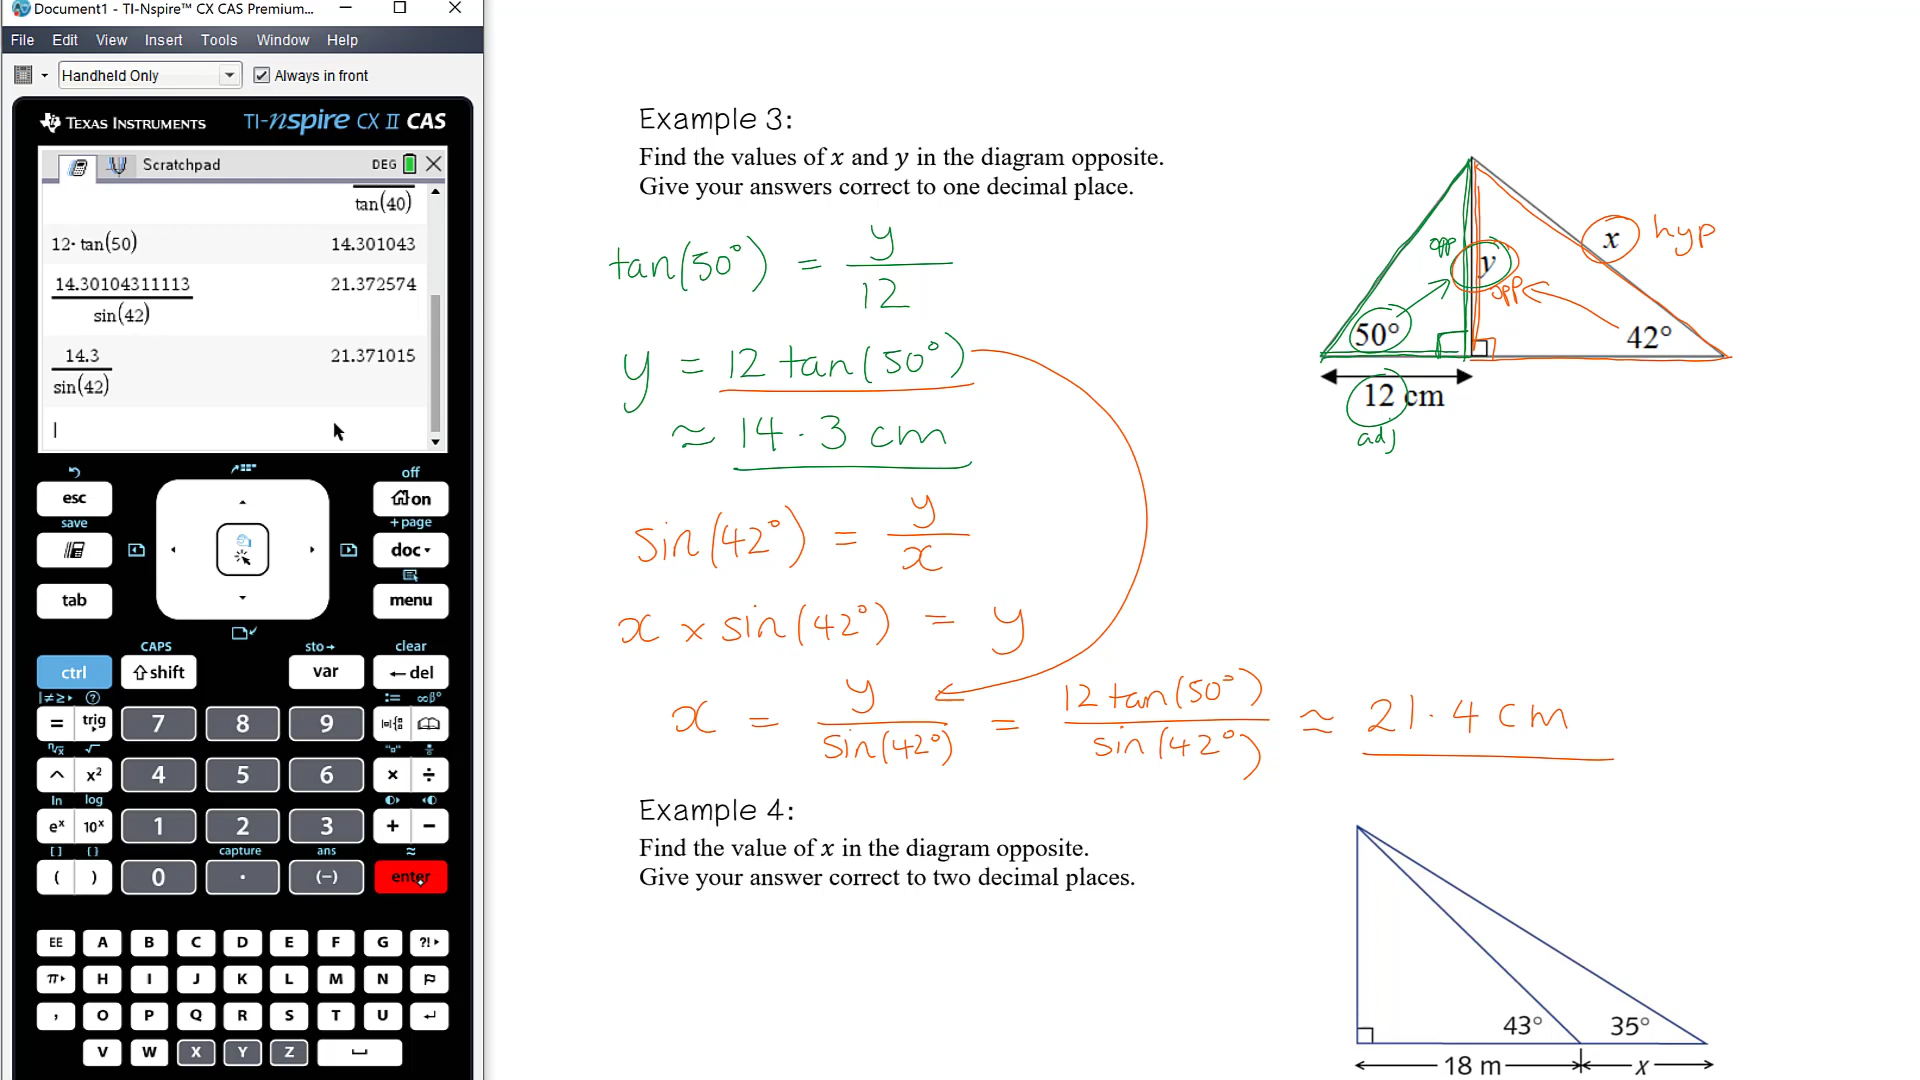 Document1 - TI-Nspire™ CX CAS Premium...
File Edit View Insert Tools Window Help
Handheld Only Always in front
TEXAS INSTRUMENTS TI-nspire CX II CAS
Scratchpad DEG
tan(40)
12·tan(50) 14.301043
14.30104311113 21.372574
sin(42)
14.3 21.371015
sin(42)
off
esc on
save +page
doc
tab menu
CAPS sto→ clear
ctrl shift var del
= trig 7 8 9
ln log
^ x² 4 5 6 × ÷
eˣ 10ˣ 1 2 3 + −
[] {} capture ans ≈
( ) 0 . (−) enter
EE A B C D E F G ?!
π H I J K L M N
, O P Q R S T U
V W X Y Z
Example 3:
Find the values of x and y in the diagram opposite.
Give your answers correct to one decimal place.
tan(50°) = y
12
y = 12 tan(50°)
≈ 14.3 cm
sin(42°) = y
x
x × sin(42°) = y
x = y = 12 tan(50°) ≈ 21.4 cm
sin(42°) sin(42°)
x hyp
opp y
opp
50° 42°
12 cm
adj
Example 4:
Find the value of x in the diagram opposite.
Give your answer correct to two decimal places.
43° 35°
18 m x